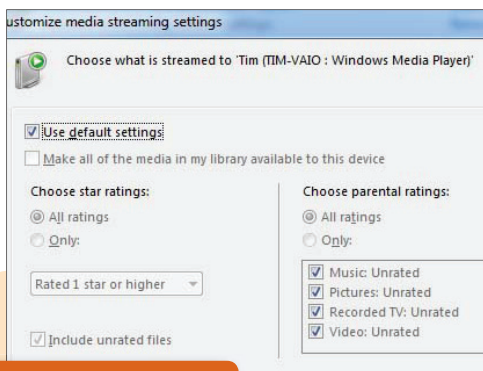 ustomize media streaming settings
Choose what is streamed to 'Tim (TIM-VAIO : Windows Media Player)'
Use default settings
Make all of the media in my library available to this device
Choose star ratings:
All ratings
Only:
Rated 1 star or higher
Include unrated files
Choose parental ratings:
All ratings
Only:
Music: Unrated
Pictures: Unrated
Recorded TV: Unrated
Video: Unrated